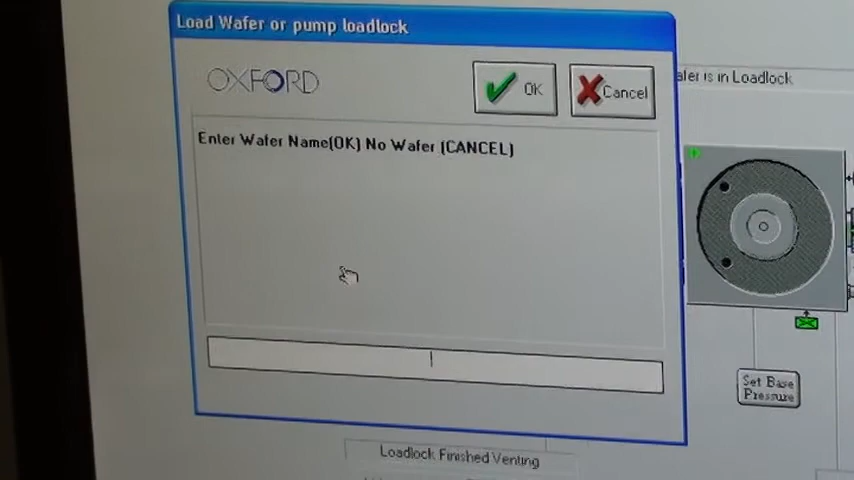 Load Wafer or pump loadlock
OXFORD
OK
Cancel
afer is in Loadlock
Enter Wafer Name(OK) No Wafer (CANCEL)
Set Base
Pressure
Loadlock Finished Venting